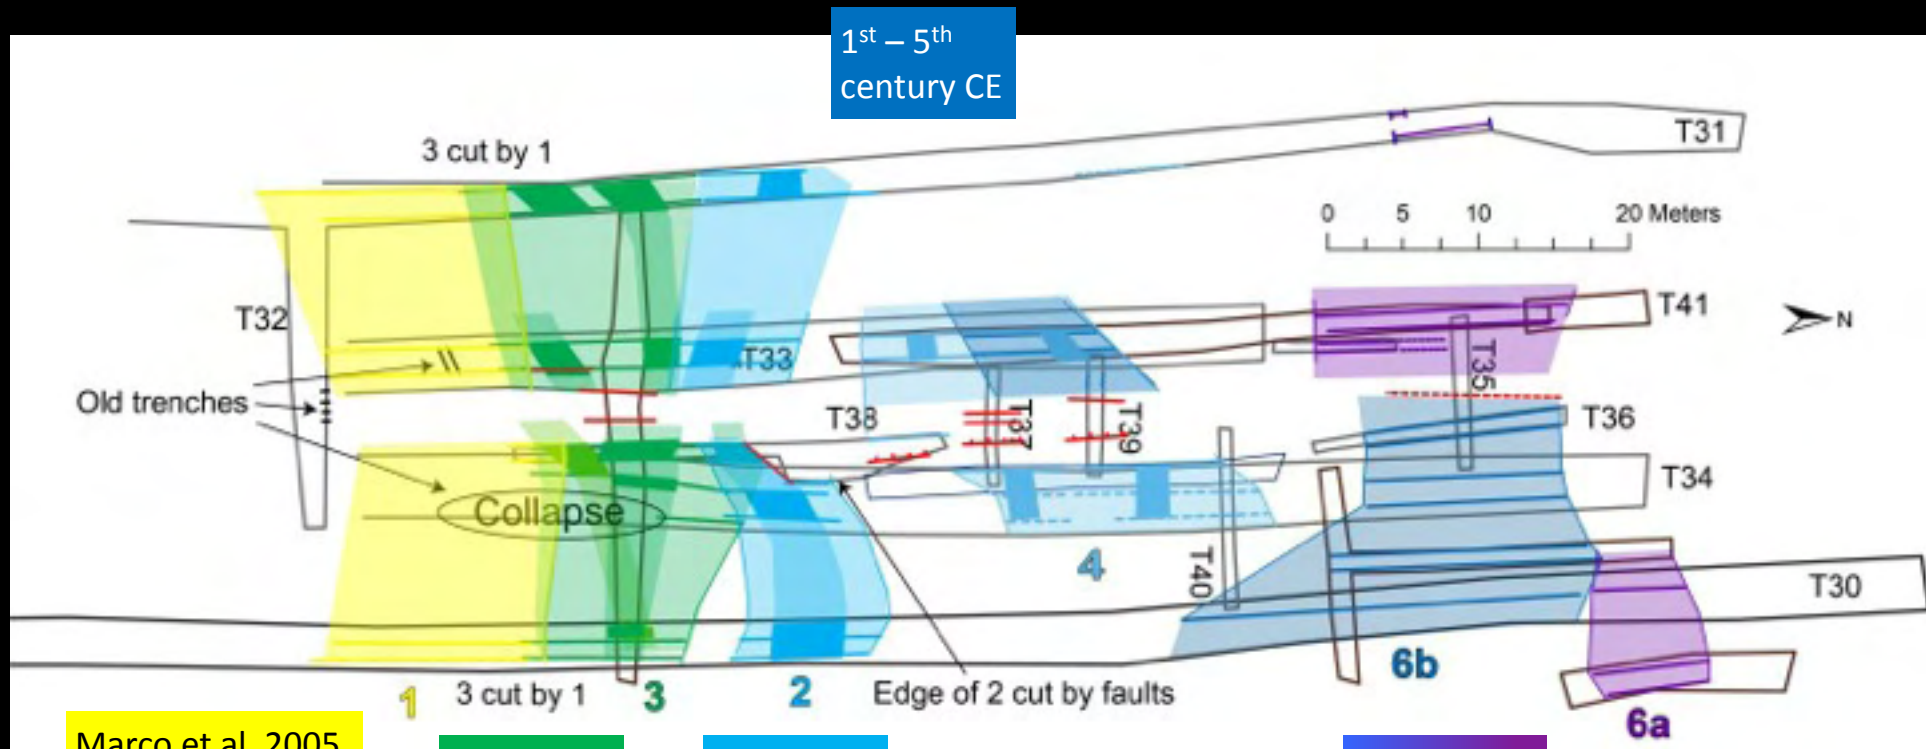 1st – 5th
century CE
3 cut by 1
T31
0 5 10 20 Meters
T32
T41
N
T33
T35
Old trenches
T38
T37
T39
T36
T34
Collapse
4
T40
T30
6b
1
3 cut by 1
3
2
Edge of 2 cut by faults
6a
Marco et al. 2005